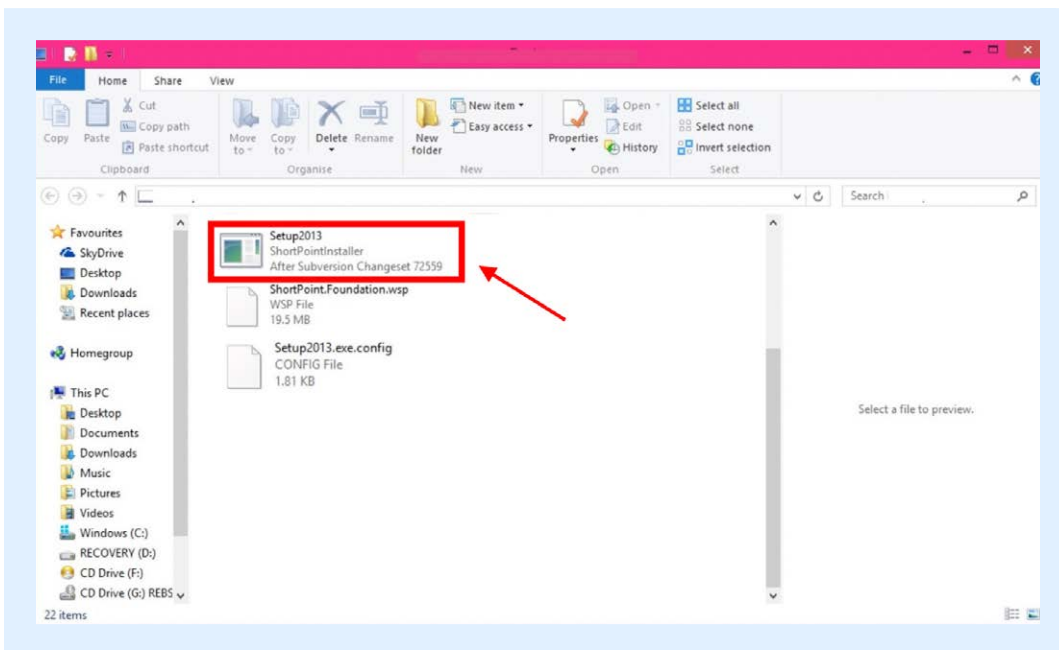 File Home Share View
Copy
Paste
Cut
Copy path
Paste shortcut
Clipboard
Move to
Copy to
Delete
Rename
Organise
New folder
New item
Easy access
New
Properties
Open
Edit
History
Open
Select all
Select none
Invert selection
Select
Search
Favourites
SkyDrive
Desktop
Downloads
Recent places
Homegroup
This PC
Desktop
Documents
Downloads
Music
Pictures
Videos
Windows (C:)
RECOVERY (D:)
CD Drive (F:)
CD Drive (G:) REBS
Setup2013
ShortPointInstaller
After Subversion Changeset 72559
ShortPoint.Foundation.wsp
WSP File
19.5 MB
Setup2013.exe.config
CONFIG File
1.81 KB
Select a file to preview.
22 items